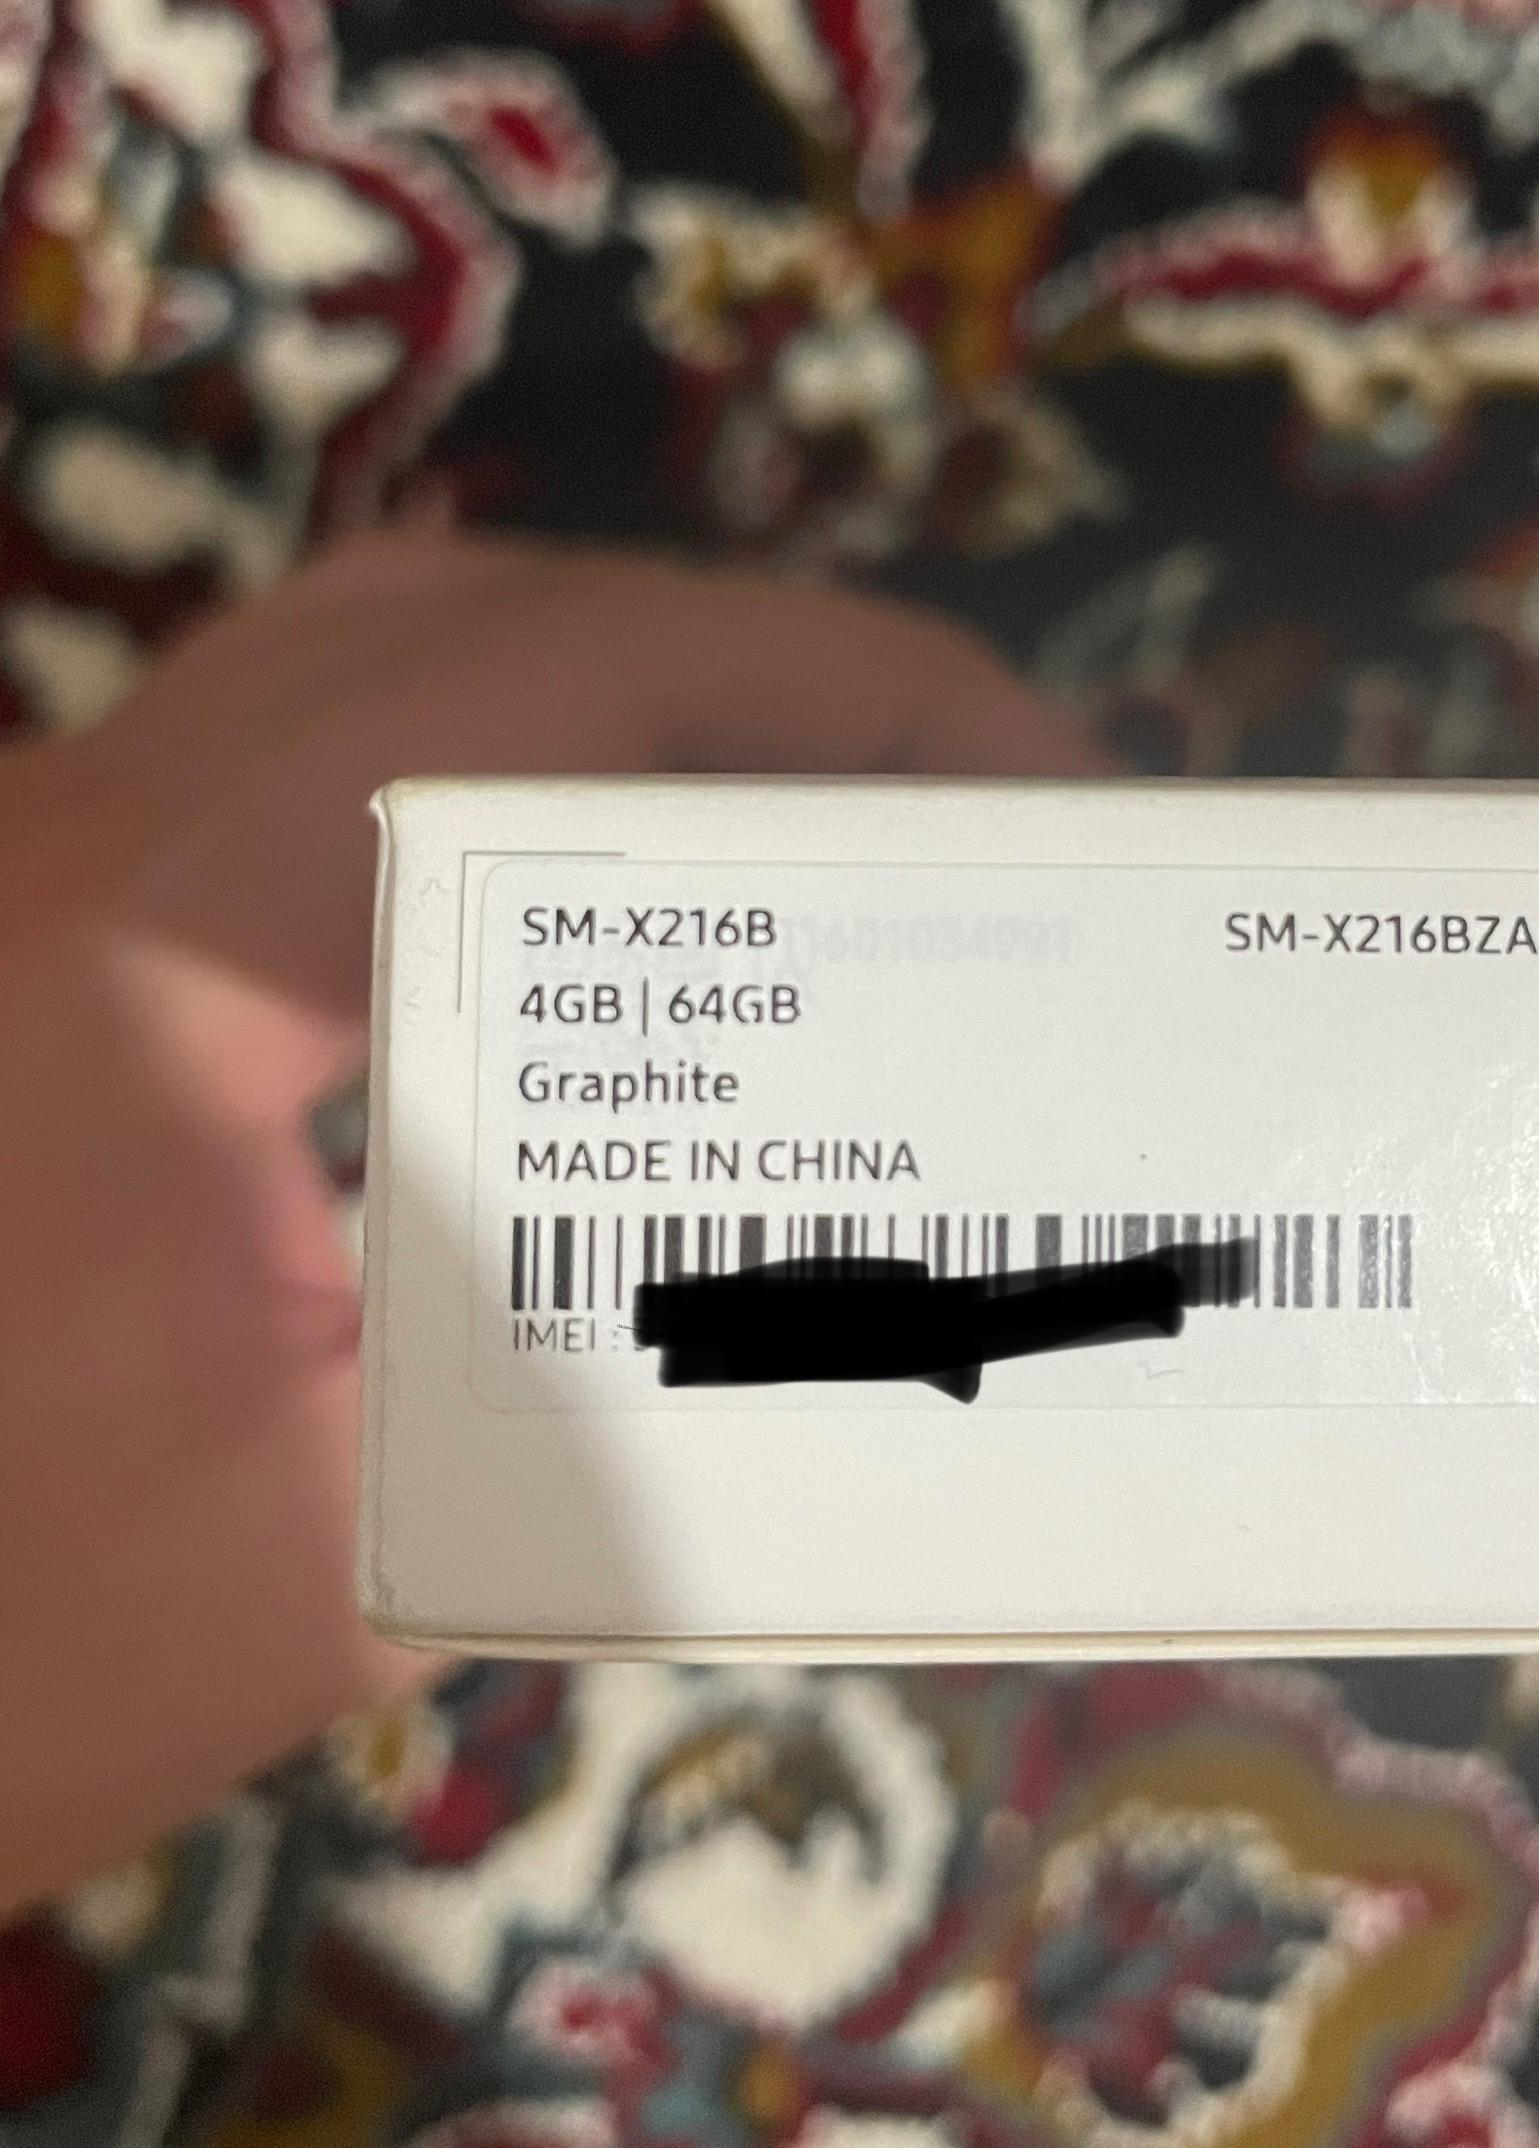 SM-X216B SM-X216BZA
4GB | 64GB
Graphite
MADE IN CHINA
IMEI :